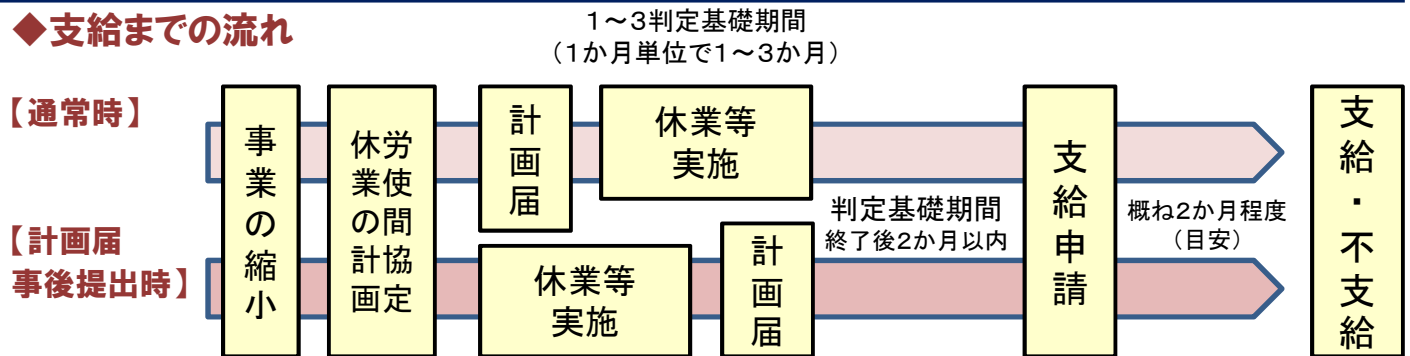 ◆支給までの流れ
1~3判定基礎期間
(1か月単位で1~3か月)
【通常時】
【計画届
事後提出時】
事業の縮小
労使間協定
休業の計画
計画届
休業等
実施
休業等
実施
計画届
判定基礎期間
終了後2か月以内
支給申請
概ね2か月程度
(目安)
支給・不支給